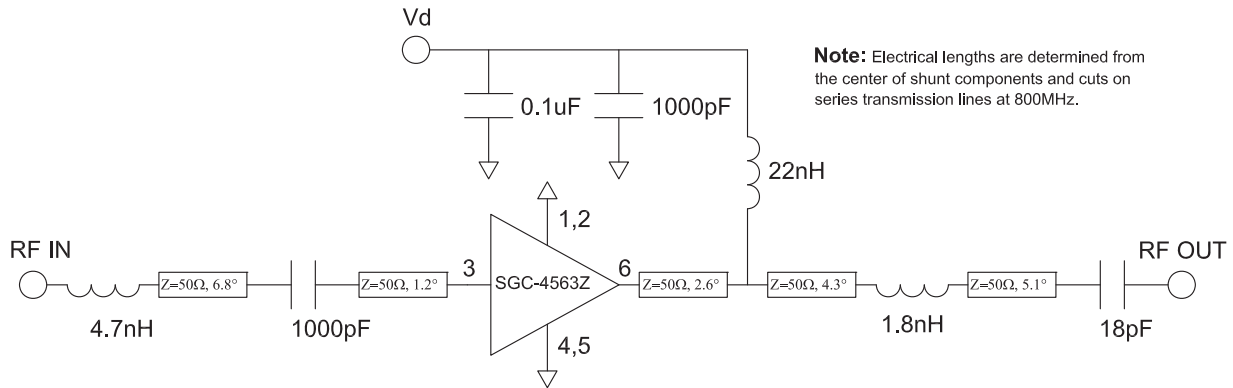 Vd
Note: Electrical lengths are determined from
the center of shunt components and cuts on
series transmission lines at 800MHz.
0.1uF
1000pF
22nH
1,2
RF IN
RF OUT
3
SGC-4563Z
6
Z=50Ω, 6.8°
Z=50Ω, 1.2°
Z=50Ω, 2.6°
Z=50Ω, 4.3°
Z=50Ω, 5.1°
4.7nH
1000pF
4,5
1.8nH
18pF